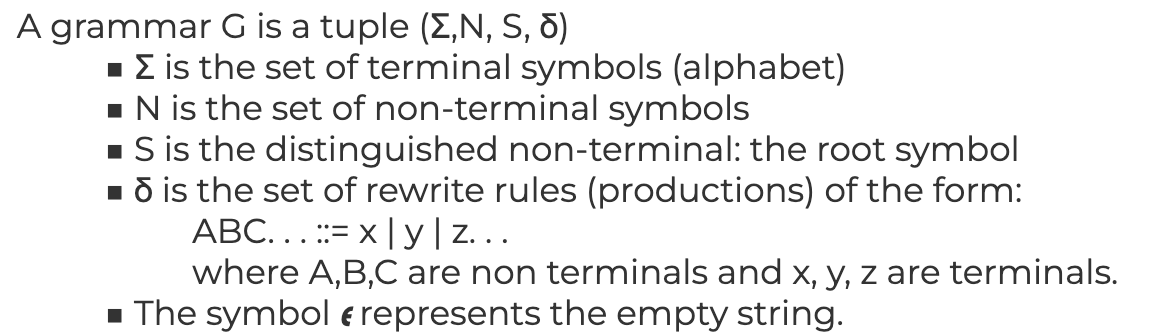 A grammar G is a tuple (Σ,N, S, δ)
▪ Σ is the set of terminal symbols (alphabet)
▪ N is the set of non-terminal symbols
▪ S is the distinguished non-terminal: the root symbol
▪ δ is the set of rewrite rules (productions) of the form:
ABC. . . ::= x | y | z. . .
where A,B,C are non terminals and x, y, z are terminals.
▪ The symbol ϵ represents the empty string.